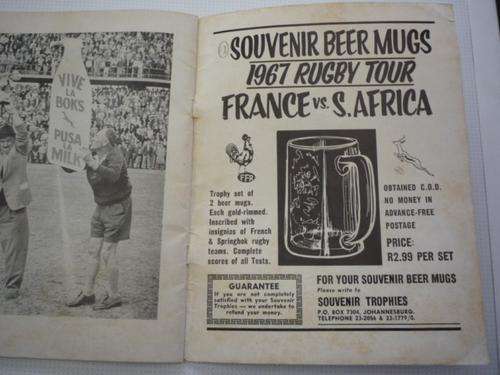 VIVE
LA
BOKS
PUSA
LA
MILK
SOUVENIR BEER MUGS
1967 RUGBY TOUR
FRANCE vs. S. AFRICA
FFR
Trophy set of
2 beer mugs.
Each gold-rimmed.
Inscribed with
insignias of French
& Springbok rugby
teams. Complete
scores of all Tests.
OBTAINED C.O.D.
NO MONEY IN
ADVANCE-FREE
POSTAGE
PRICE:
R2.99 PER SET
GUARANTEE
If you are not completely
satisfied with your Souvenir
Trophies — we undertake to
refund your money.
FOR YOUR SOUVENIR BEER MUGS
Please write to
SOUVENIR TROPHIES
P.O. BOX 7304, JOHANNESBURG.
TELEPHONE 23-2066 & 23-1779/